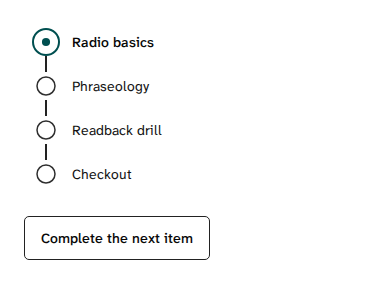 Radio basics
Phraseology
Readback drill
Checkout
Complete the next item